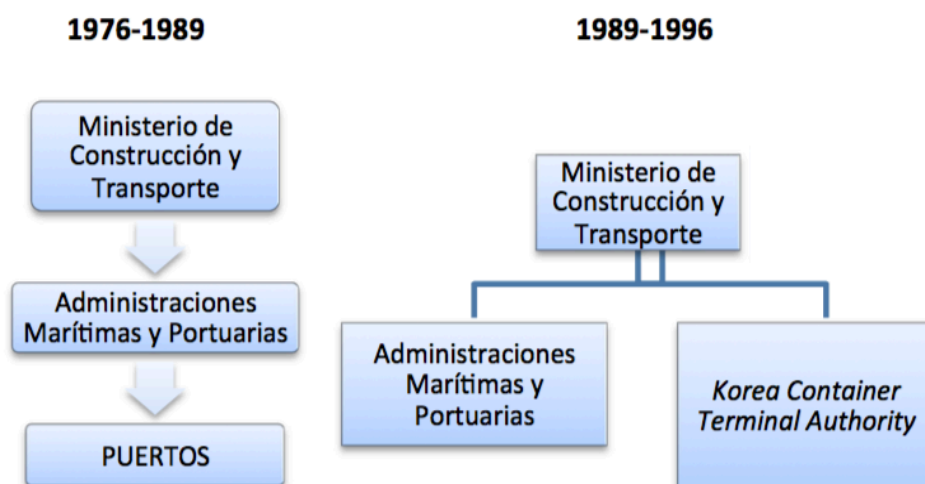 1976-1989
Ministerio de
Construcción y
Transporte
Administraciones
Marítimas y Portuarias
PUERTOS
1989-1996
Ministerio de
Construcción y
Transporte
Administraciones
Marítimas y
Portuarias
Korea Container
Terminal Authority